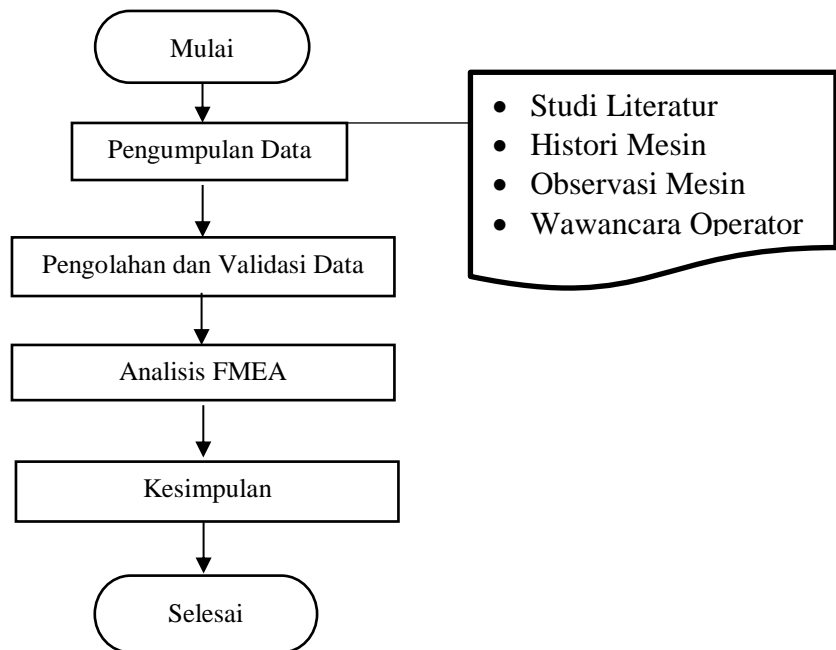 Mulai
Pengumpulan Data
• Studi Literatur
• Histori Mesin
• Observasi Mesin
• Wawancara Operator
Pengolahan dan Validasi Data
Analisis FMEA
Kesimpulan
Selesai